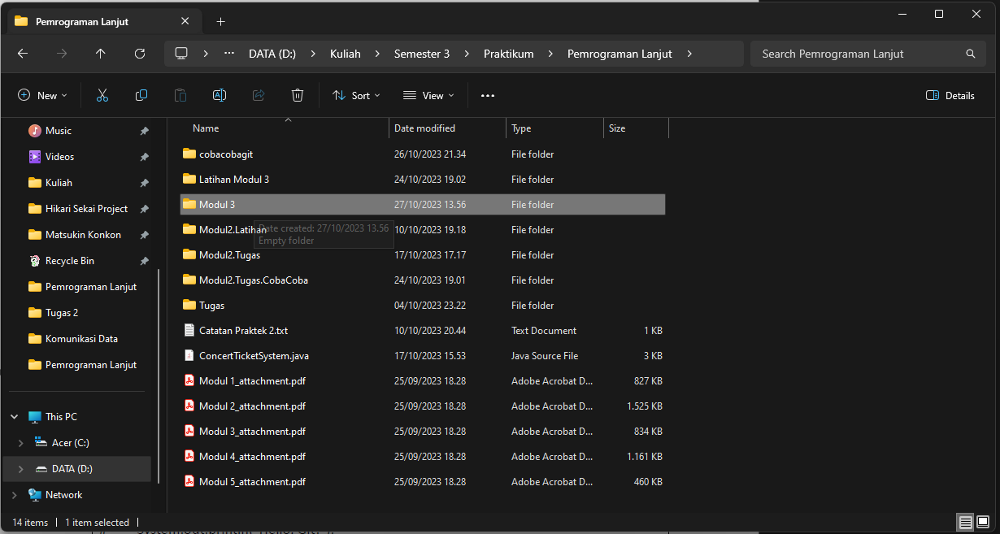 Pemrograman Lanjut
DATA (D:) Kuliah Semester 3 Praktikum Pemrograman Lanjut Search Pemrograman Lanjut
New Sort View Details
Name Date modified Type Size
Music
Videos
Kuliah
Hikari Sekai Project
Matsukin Konkon
Recycle Bin
Pemrograman Lanjut
Tugas 2
Komunikasi Data
Pemrograman Lanjut
This PC
Acer (C:)
DATA (D:)
Network
cobacobagit 26/10/2023 21.34 File folder
Latihan Modul 3 24/10/2023 19.02 File folder
Modul 3 27/10/2023 13.56 File folder
Date created: 27/10/2023 13.56
Empty folder
Modul2.Latihan 10/10/2023 19.18 File folder
Modul2.Tugas 17/10/2023 17.17 File folder
Modul2.Tugas.CobaCoba 24/10/2023 19.01 File folder
Tugas 04/10/2023 23.22 File folder
Catatan Praktek 2.txt 10/10/2023 20.44 Text Document 1 KB
ConcertTicketSystem.java 17/10/2023 15.53 Java Source File 3 KB
Modul 1_attachment.pdf 25/09/2023 18.28 Adobe Acrobat D... 827 KB
Modul 2_attachment.pdf 25/09/2023 18.28 Adobe Acrobat D... 1.525 KB
Modul 3_attachment.pdf 25/09/2023 18.28 Adobe Acrobat D... 834 KB
Modul 4_attachment.pdf 25/09/2023 18.28 Adobe Acrobat D... 1.161 KB
Modul 5_attachment.pdf 25/09/2023 18.28 Adobe Acrobat D... 460 KB
14 items 1 item selected